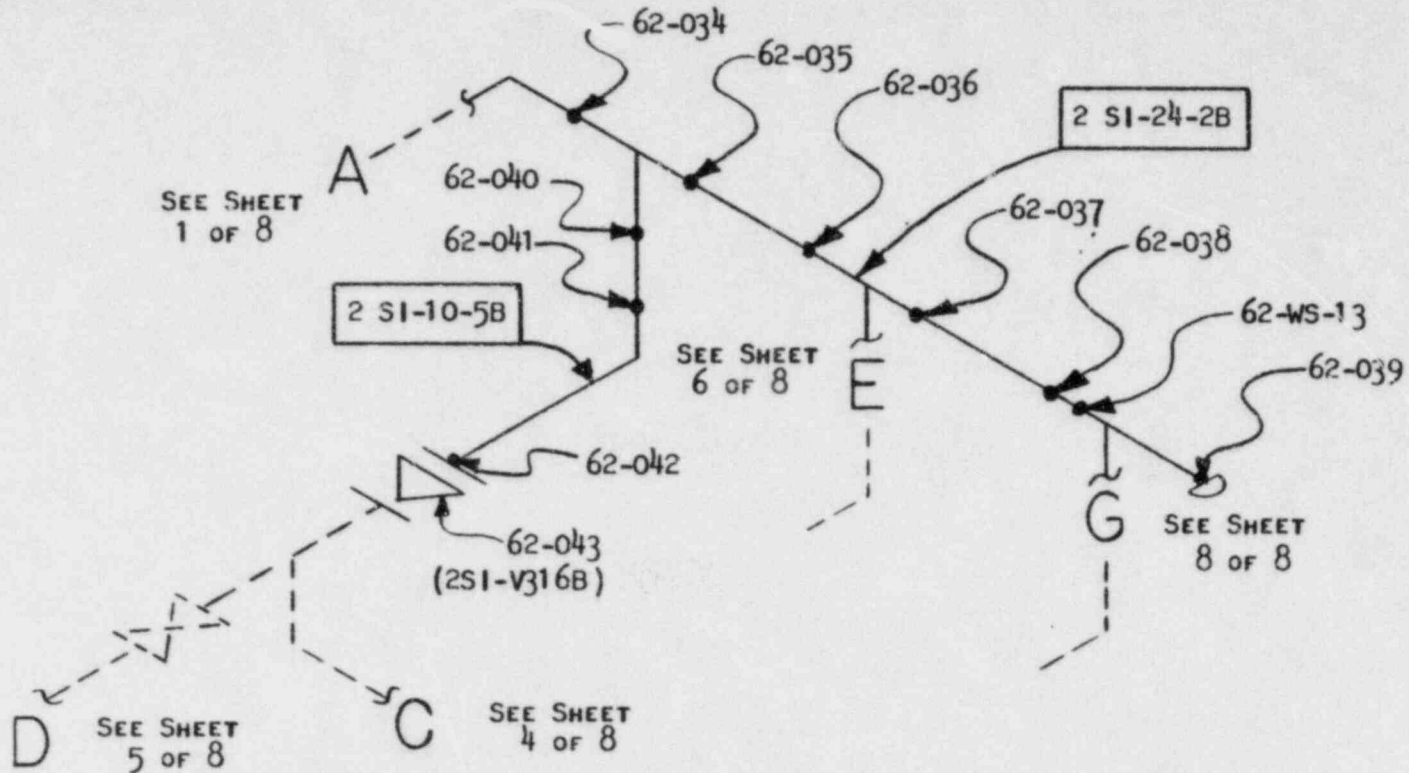 62-034
62-035
62-036
2 SI-24-2B
A
SEE SHEET
1 OF 8
62-040
62-041
62-037
62-038
2 SI-10-5B
62-WS-13
SEE SHEET
6 OF 8
E
62-039
62-042
62-043
(2SI-V316B)
G
SEE SHEET
8 OF 8
D
SEE SHEET
5 OF 8
C
SEE SHEET
4 OF 8